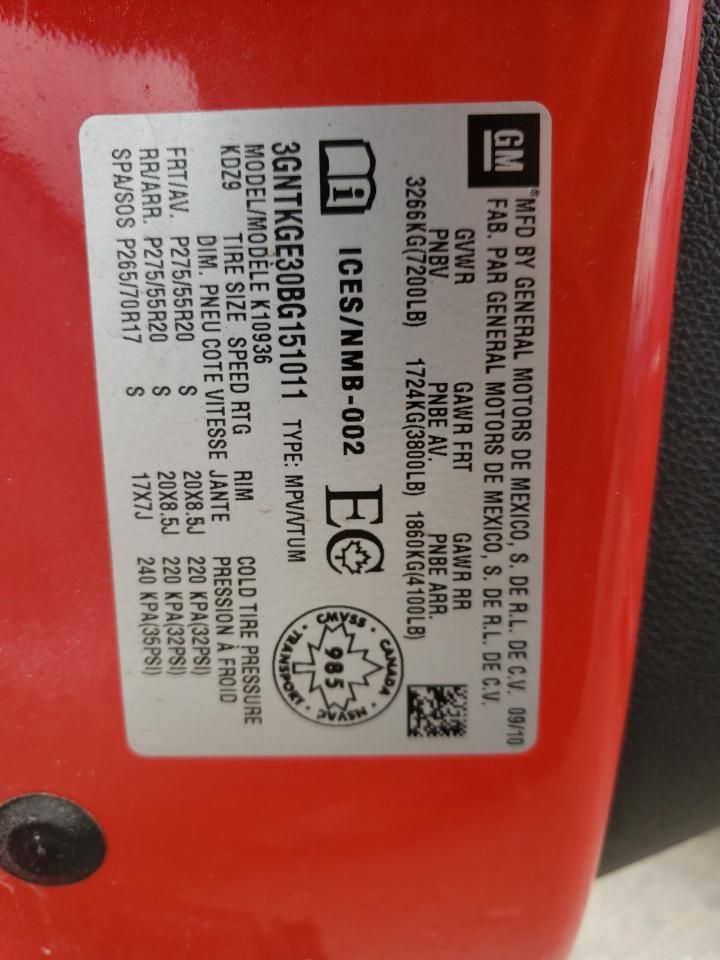 GM
®MFD BY GENERAL MOTORS DE MEXICO, S. DE R.L. DE C.V. 09/10
FAB. PAR GENERAL MOTORS DE MEXICO, S. DE R.L. DE C.V.
GVWR GAWR FRT GAWR RR
PNBV PNBE AV. PNBE ARR.
3266KG(7200LB) 1724KG(3800LB) 1860KG(4100LB)
i ICES/NMB-002 EC
CMVSS · CANADA
985
TRANSPORT · NSVAC
3GNTKGE30BG151011 TYPE: MPV/VTUM
MODEL/MODÈLE K10936
KDZ9 TIRE SIZE SPEED RTG RIM COLD TIRE PRESSURE
DIM. PNEU COTE VITESSE JANTE PRESSION À FROID
FRT/AV. P275/55R20 S 20X8.5J 220 KPA(32PSI)
RR/ARR. P275/55R20 S 20X8.5J 220 KPA(32PSI)
SPA/SOS P265/70R17 S 17X7J 240 KPA(35PSI)